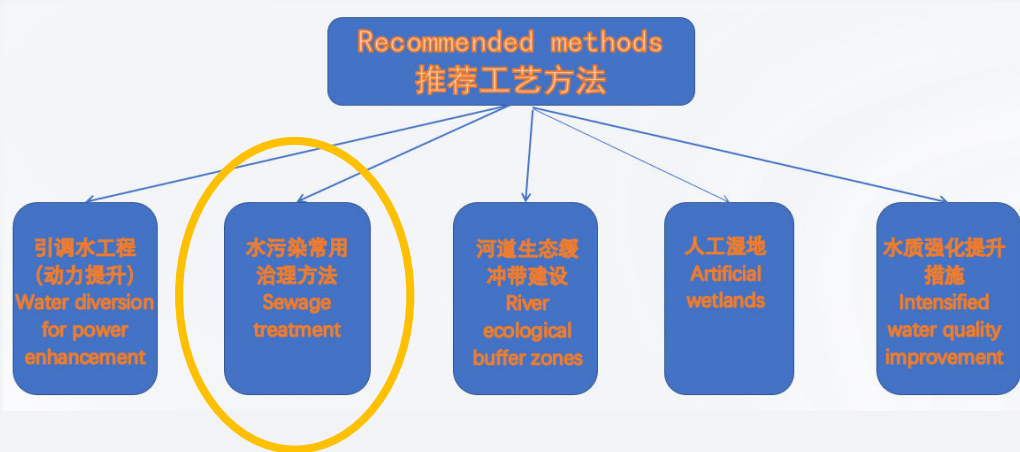 Recommended methods
推荐工艺方法
引调水工程
(动力提升)
Water diversion
for power
enhancement
水污染常用
治理方法
Sewage
treatment
河道生态缓
冲带建设
River
ecological
buffer zones
人工湿地
Artificial
wetlands
水质强化提升
措施
Intensified
water quality
improvement